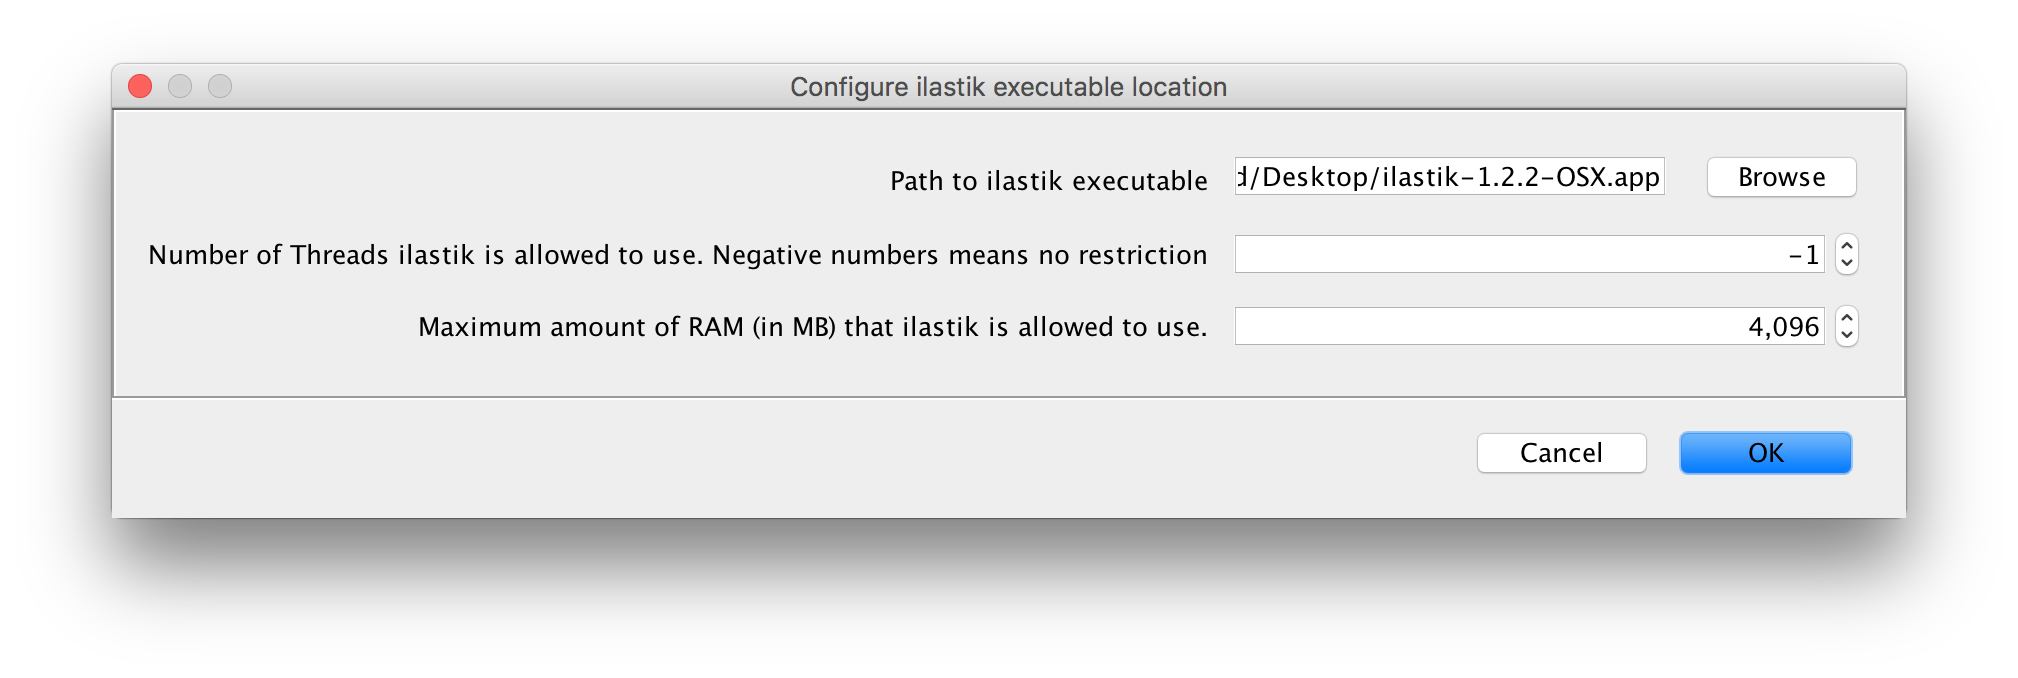 Configure ilastik executable location
Path to ilastik executable d/Desktop/ilastik-1.2.2-OSX.app Browse
Number of Threads ilastik is allowed to use. Negative numbers means no restriction -1
Maximum amount of RAM (in MB) that ilastik is allowed to use. 4,096
Cancel OK